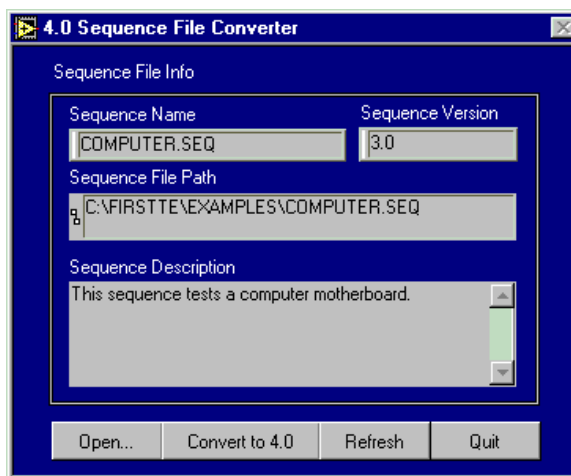 4.0 Sequence File Converter
Sequence File Info
Sequence Name Sequence Version
COMPUTER.SEQ 3.0
Sequence File Path
C:\FIRSTTE\EXAMPLES\COMPUTER.SEQ
Sequence Description
This sequence tests a computer motherboard.
Open... Convert to 4.0 Refresh Quit